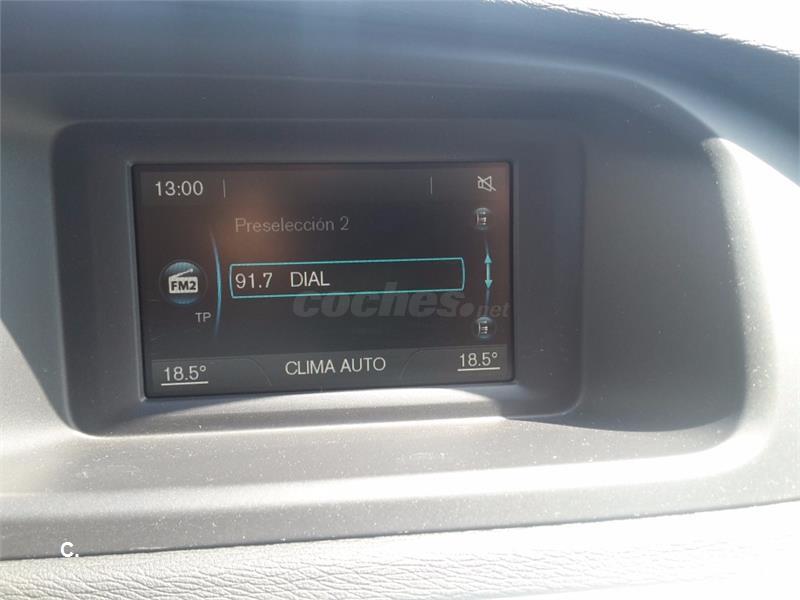 13:00
Preselección 2
FM2
91.7 DIAL
coches.net
TP
18.5° CLIMA AUTO 18.5°
c.